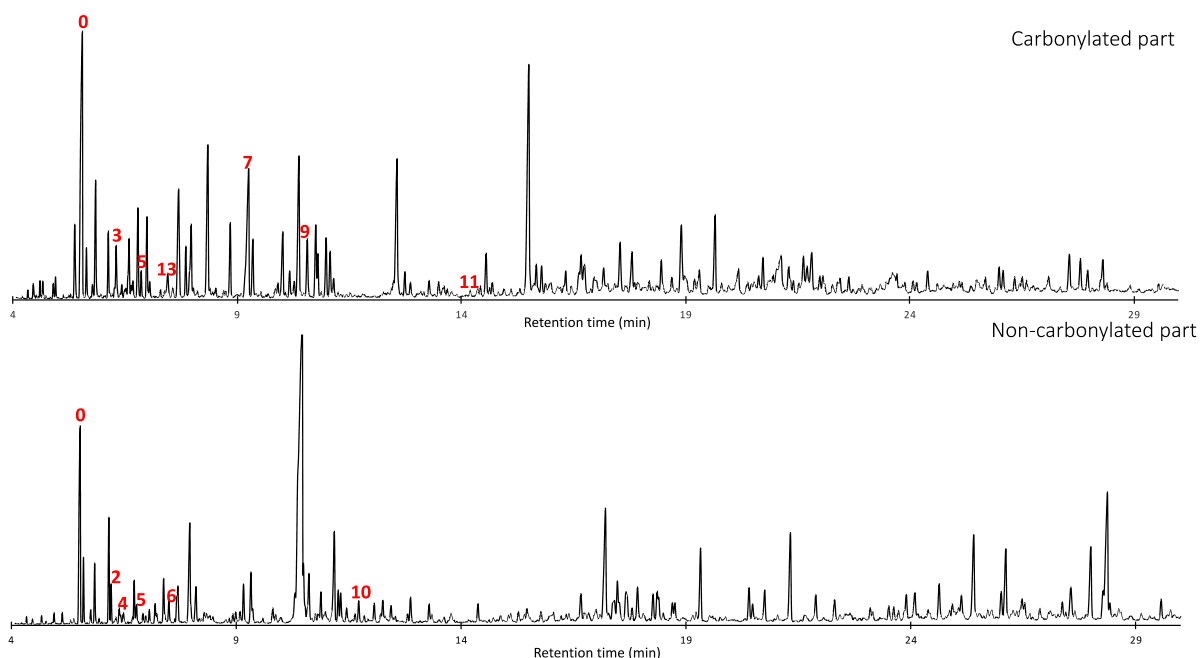 0
Carbonylated part
7
3
9
5
13
11
4 9 14 19 24 29
Retention time (min)
Non-carbonylated part
0
2
4 5 6 10
4 9 14 19 24 29
Retention time (min)